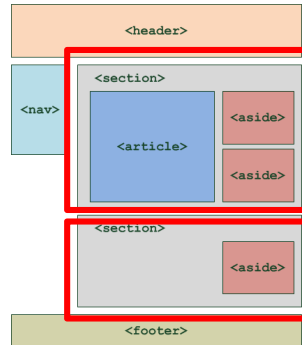 <header>
<section>
<nav>
<article>
<aside>
<aside>
<section>
<aside>
<footer>